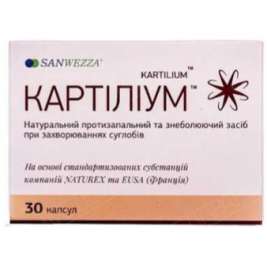 SANWEZZA
KARTILIUM™
КАРТІЛІУМ™
Натуральний протизапальний та знеболюючий засіб
при захворюваннях суглобів
На основі стандартизованих субстанцій
компаній NATUREX та EUSA (Франція)
30 капсул